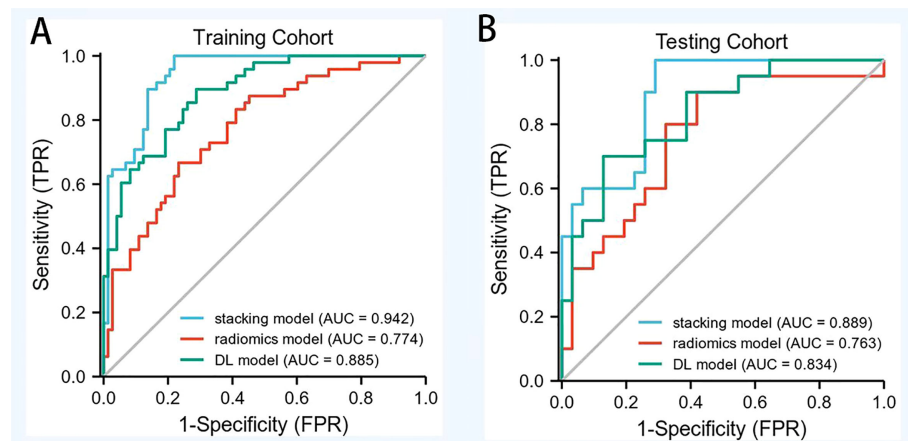 A
Training Cohort
1.0
0.8
0.6
0.4
0.2
0.0
Sensitivity (TPR)
stacking model (AUC = 0.942)
radiomics model (AUC = 0.774)
DL model (AUC = 0.885)
0.0 0.2 0.4 0.6 0.8 1.0
1-Specificity (FPR)
B
Testing Cohort
1.0
0.8
0.6
0.4
0.2
0.0
Sensitivity (TPR)
stacking model (AUC = 0.889)
radiomics model (AUC = 0.763)
DL model (AUC = 0.834)
0.0 0.2 0.4 0.6 0.8 1.0
1-Specificity (FPR)